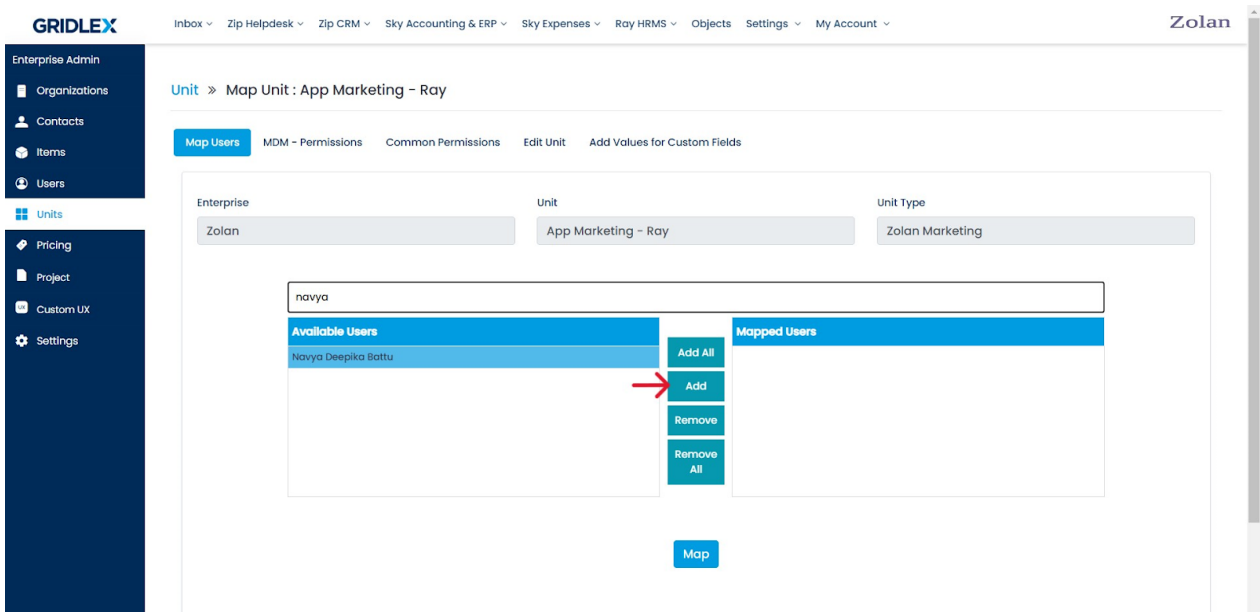 GRIDLEX
Inbox Zip Helpdesk Zip CRM Sky Accounting & ERP Sky Expenses Ray HRMS Objects Settings My Account
Zolan
Enterprise Admin
Organizations
Contacts
Items
Users
Units
Pricing
Project
UX Custom UX
Settings
Unit » Map Unit : App Marketing - Ray
Map Users MDM - Permissions Common Permissions Edit Unit Add Values for Custom Fields
Enterprise Unit Unit Type
Zolan App Marketing - Ray Zolan Marketing
navya
Available Users Mapped Users
Navya Deepika Battu
Add All
Add
Remove
Remove
All
Map